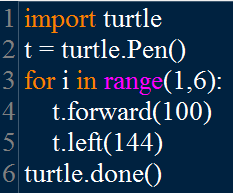 1 import turtle
2 t = turtle.Pen()
3 for i in range(1,6):
4     t.forward(100)
5     t.left(144)
6 turtle.done()